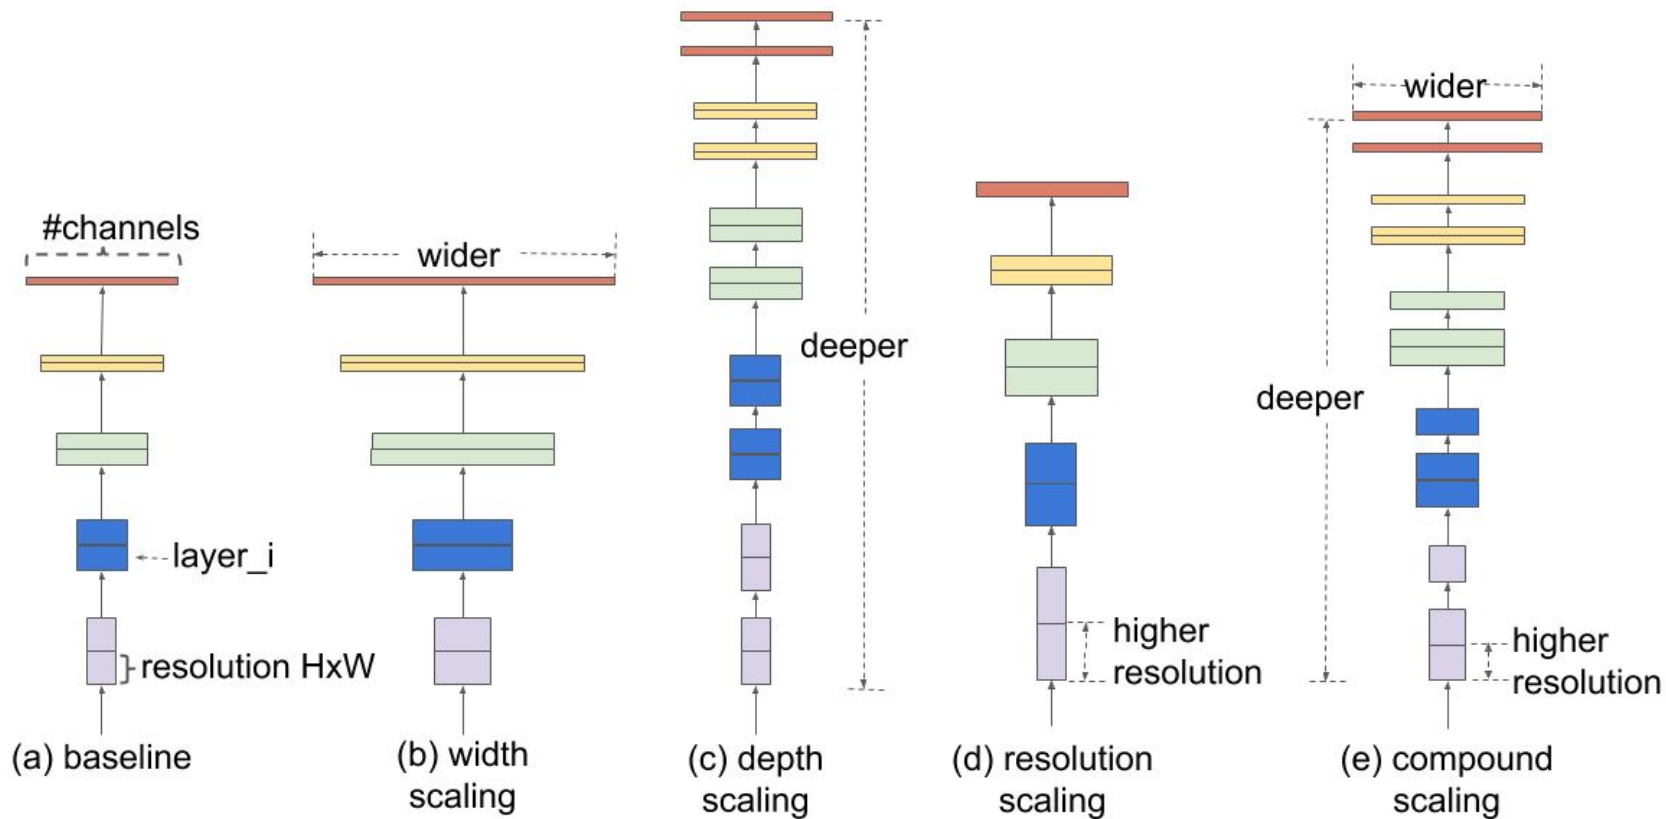 #channels
layer_i
resolution HxW
(a) baseline
wider
(b) width
scaling
deeper
(c) depth
scaling
higher
resolution
(d) resolution
scaling
wider
deeper
higher
resolution
(e) compound
scaling